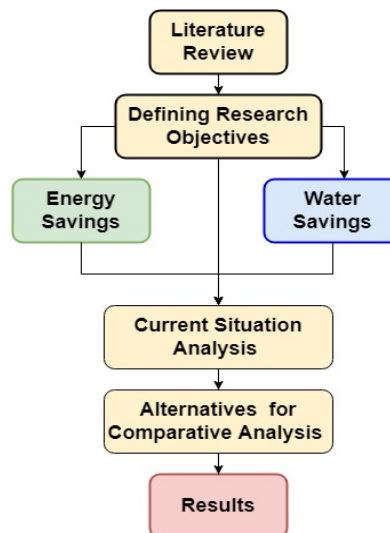 Literature
Review
Defining Research
Objectives
Energy
Savings
Water
Savings
Current Situation
Analysis
Alternatives for
Comparative Analysis
Results